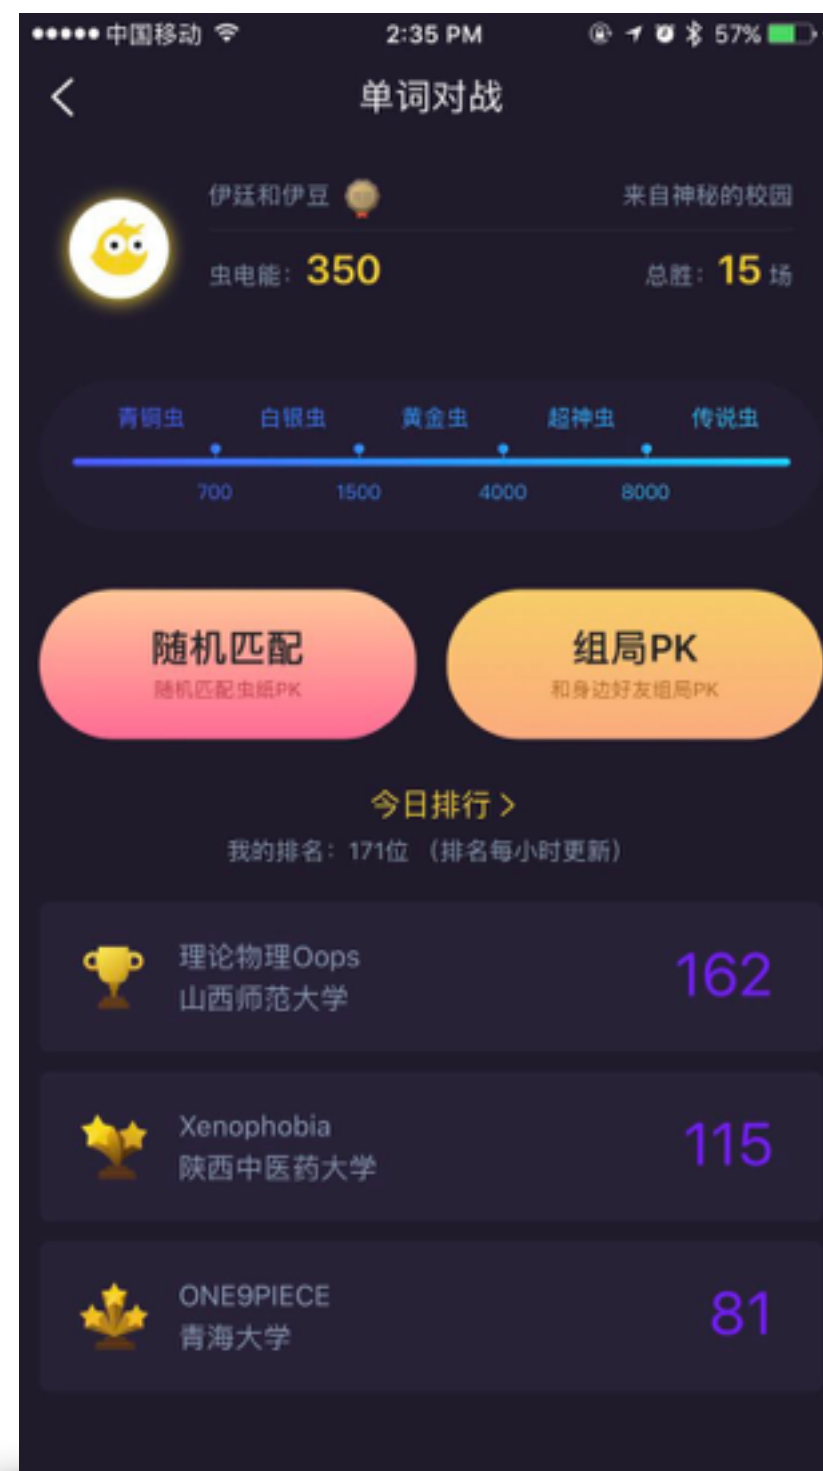 中国移动 2:35 PM 57%
单词对战
伊廷和伊豆 来自神秘的校园
虫电能：350 总胜：15 场
青铜虫 白银虫 黄金虫 超神虫 传说虫
700 1500 4000 8000
随机匹配 组局PK
随机匹配虫纸PK 和身边好友组局PK
今日排行 >
我的排名：171位 （排名每小时更新）
理论物理Oops
山西师范大学 162
Xenophobia
陕西中医药大学 115
ONE9PIECE
青海大学 81